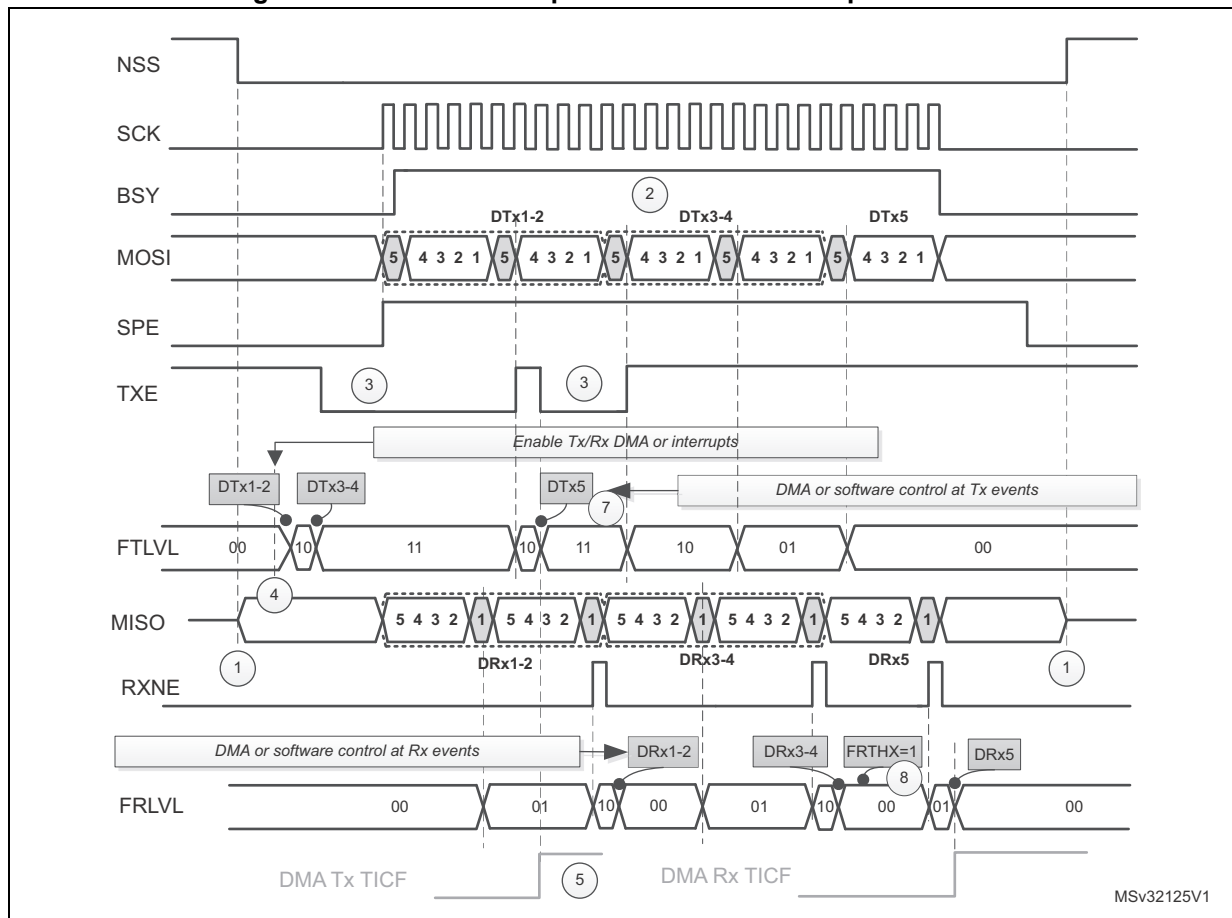 NSS
SCK
BSY
2
DTx1-2 DTx3-4 DTx5
MOSI 5 4 3 2 1 5 4 3 2 1 5 4 3 2 1 5 4 3 2 1 5 4 3 2 1
SPE
3 3
TXE
Enable Tx/Rx DMA or interrupts
DTx1-2 DTx3-4 DTx5 DMA or software control at Tx events
7
FTLVL 00 10 11 10 11 10 01 00
4
MISO 5 4 3 2 1 5 4 3 2 1 5 4 3 2 1 5 4 3 2 1 5 4 3 2 1
1 DRx1-2 DRx3-4 DRx5 1
RXNE
DMA or software control at Rx events DRx1-2 DRx3-4 FRTHX=1 DRx5
8
FRLVL 00 01 10 00 01 10 00 01 00
DMA Tx TICF 5 DMA Rx TICF
MSv32125V1